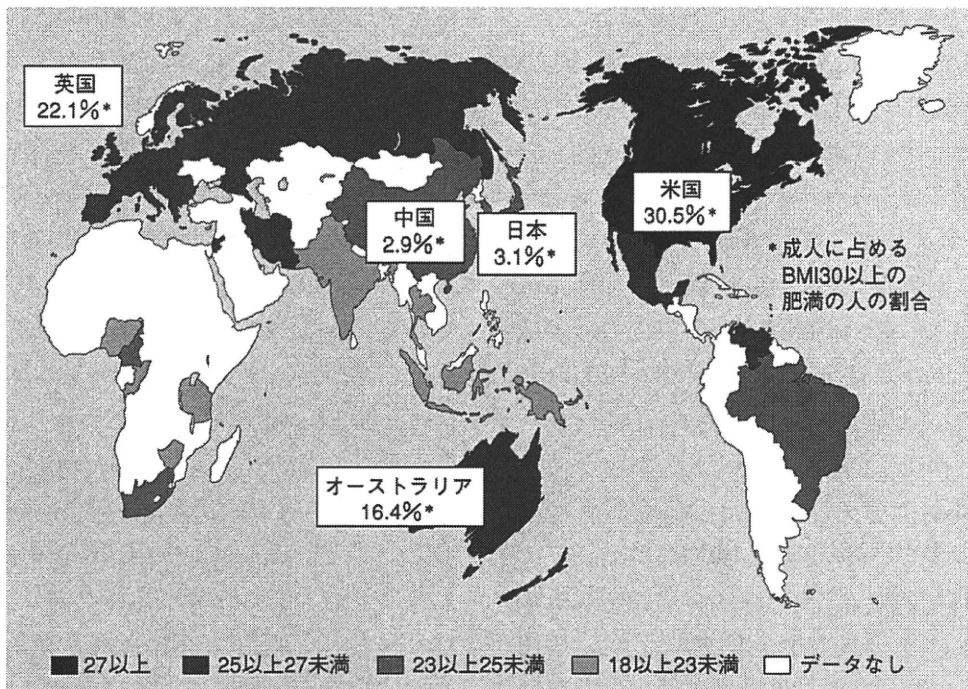 英国
22.1%*
中国
2.9%*
日本
3.1%*
米国
30.5%*
*成人に占める
BMI30以上の
肥満の人の割合
オーストラリア
16.4%*
27以上 25以上27未満 23以上25未満 18以上23未満 データなし